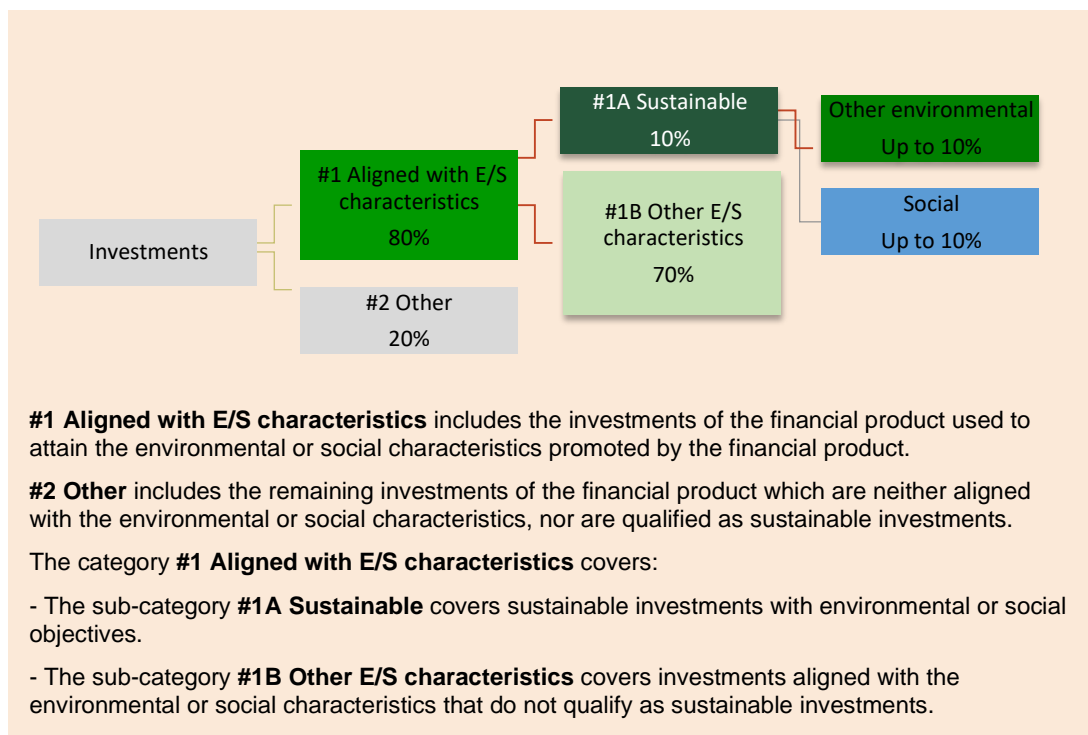 #1A Sustainable
10%
Other environmental
Up to 10%
#1 Aligned with E/S
characteristics
80%
#1B Other E/S
characteristics
70%
Social
Up to 10%
Investments
#2 Other
20%
#1 Aligned with E/S characteristics includes the investments of the financial product used to
attain the environmental or social characteristics promoted by the financial product.
#2 Other includes the remaining investments of the financial product which are neither aligned
with the environmental or social characteristics, nor are qualified as sustainable investments.
The category #1 Aligned with E/S characteristics covers:
- The sub-category #1A Sustainable covers sustainable investments with environmental or social
objectives.
- The sub-category #1B Other E/S characteristics covers investments aligned with the
environmental or social characteristics that do not qualify as sustainable investments.